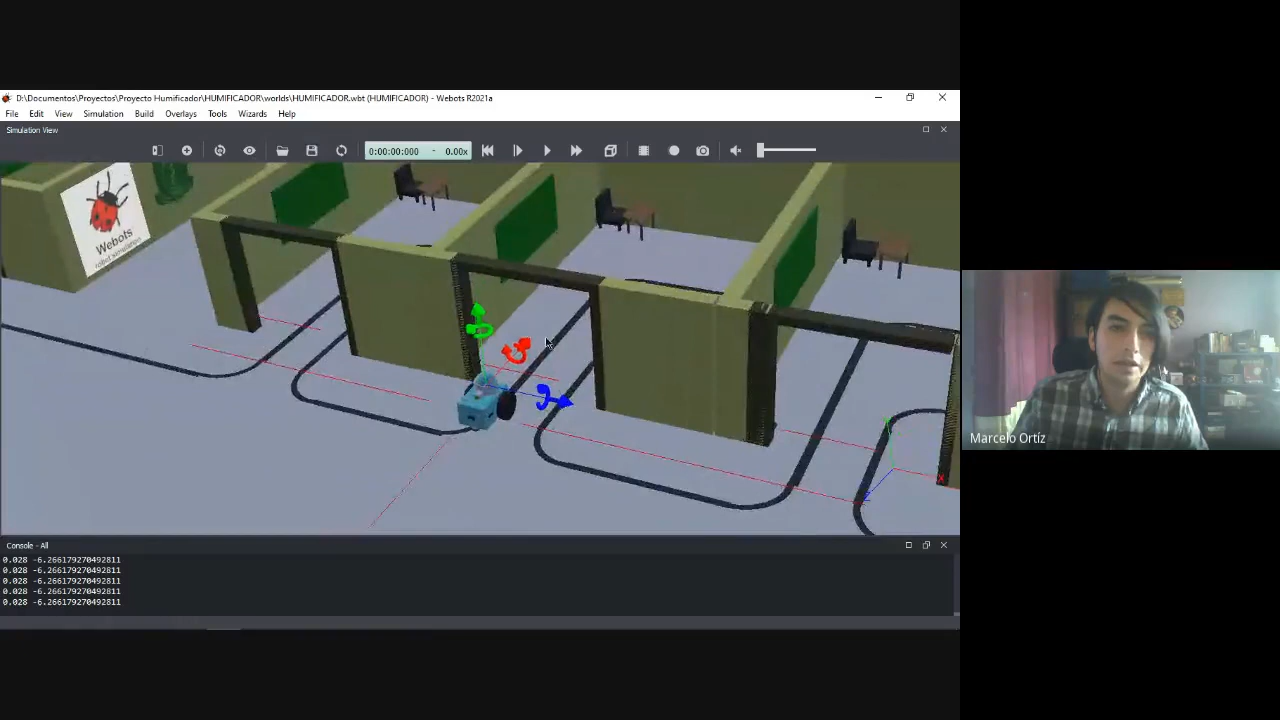 D:\Documentos\Proyectos\Proyecto Humificador\HUMIFICADOR\worlds\HUMIFICADOR.wbt (HUMIFICADOR) - Webots R2021a
File Edit View Simulation Build Overlays Tools Wizards Help
Simulation View
0:00:00:000 - 0.00x
Webots
robot simulation
X
Z
Marcelo Ortíz
Console - All
0.028 -6.266179270492811
0.028 -6.266179270492811
0.028 -6.266179270492811
0.028 -6.266179270492811
0.028 -6.266179270492811